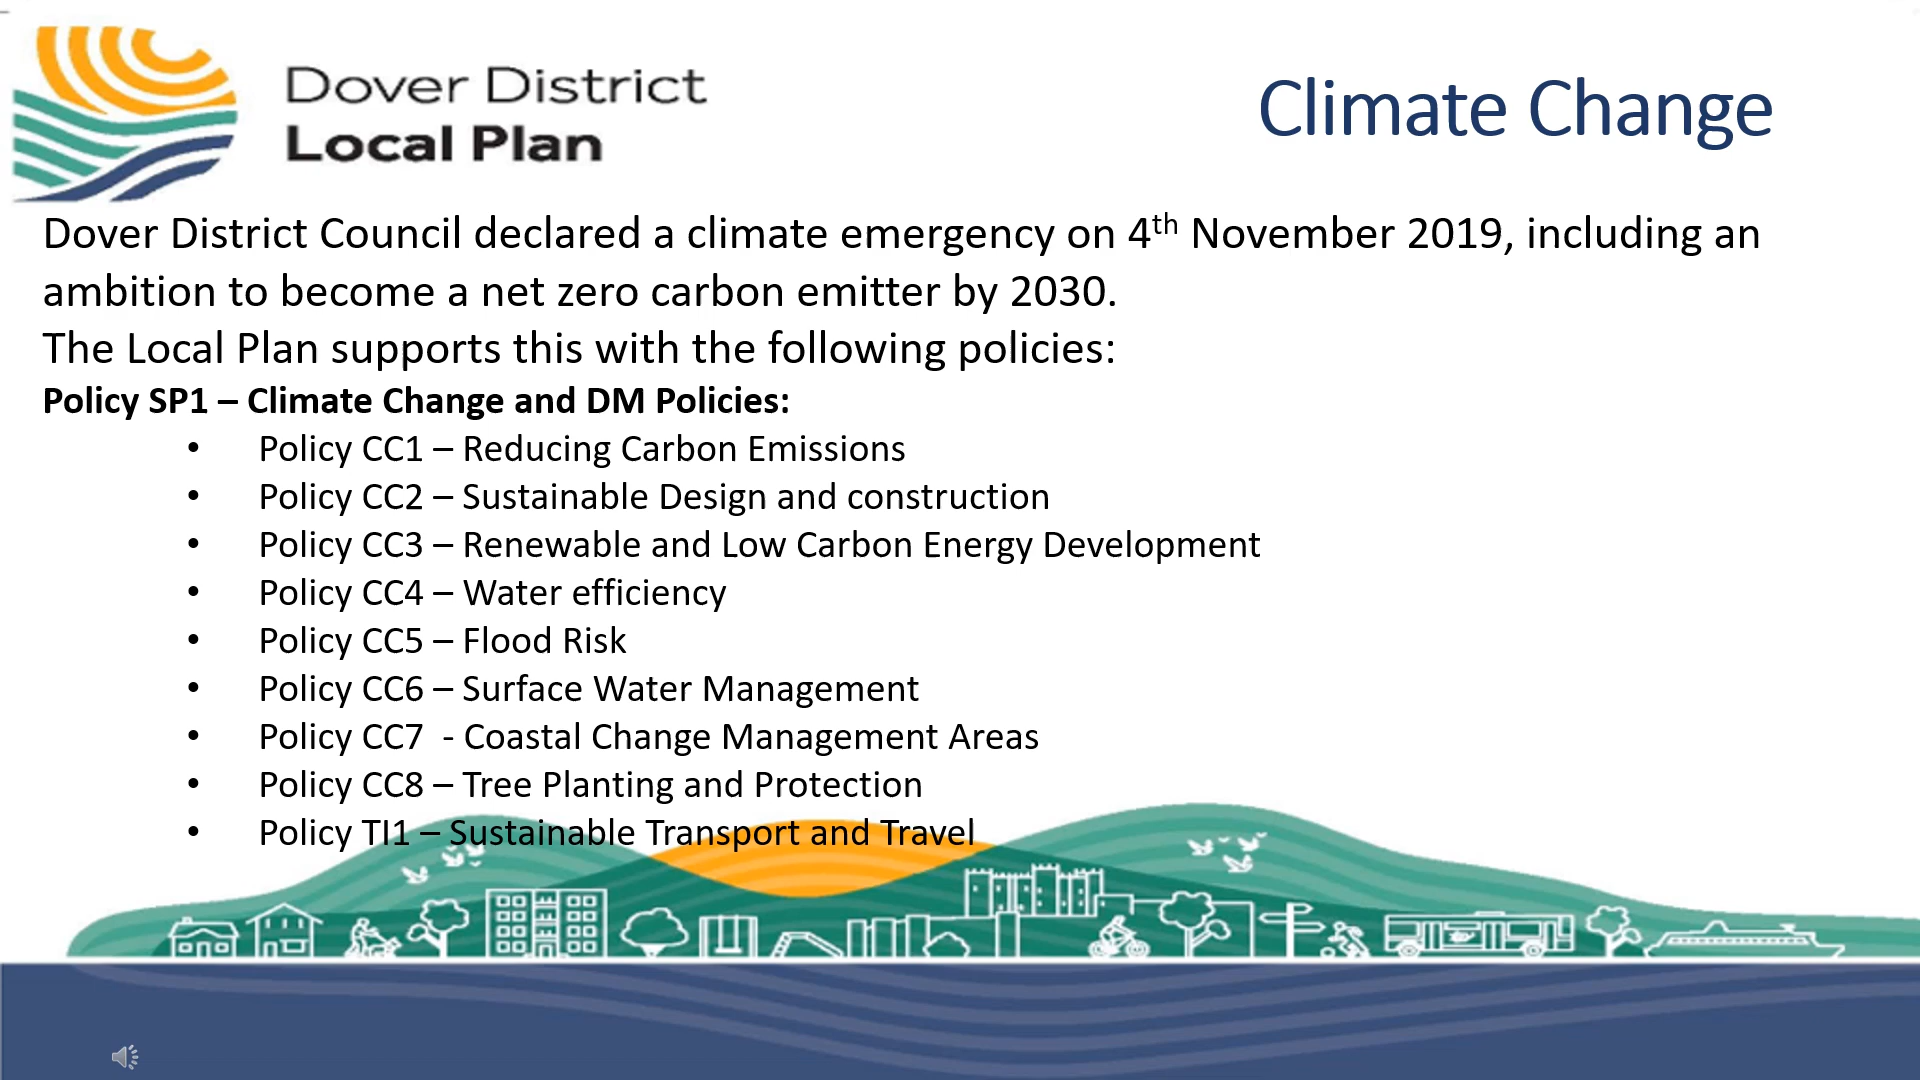 Dover District
Local Plan
Climate Change
Dover District Council declared a climate emergency on 4th November 2019, including an
ambition to become a net zero carbon emitter by 2030.
The Local Plan supports this with the following policies:
Policy SP1 – Climate Change and DM Policies:
• Policy CC1 – Reducing Carbon Emissions
• Policy CC2 – Sustainable Design and construction
• Policy CC3 – Renewable and Low Carbon Energy Development
• Policy CC4 – Water efficiency
• Policy CC5 – Flood Risk
• Policy CC6 – Surface Water Management
• Policy CC7  - Coastal Change Management Areas
• Policy CC8 – Tree Planting and Protection
• Policy TI1 – Sustainable Transport and Travel